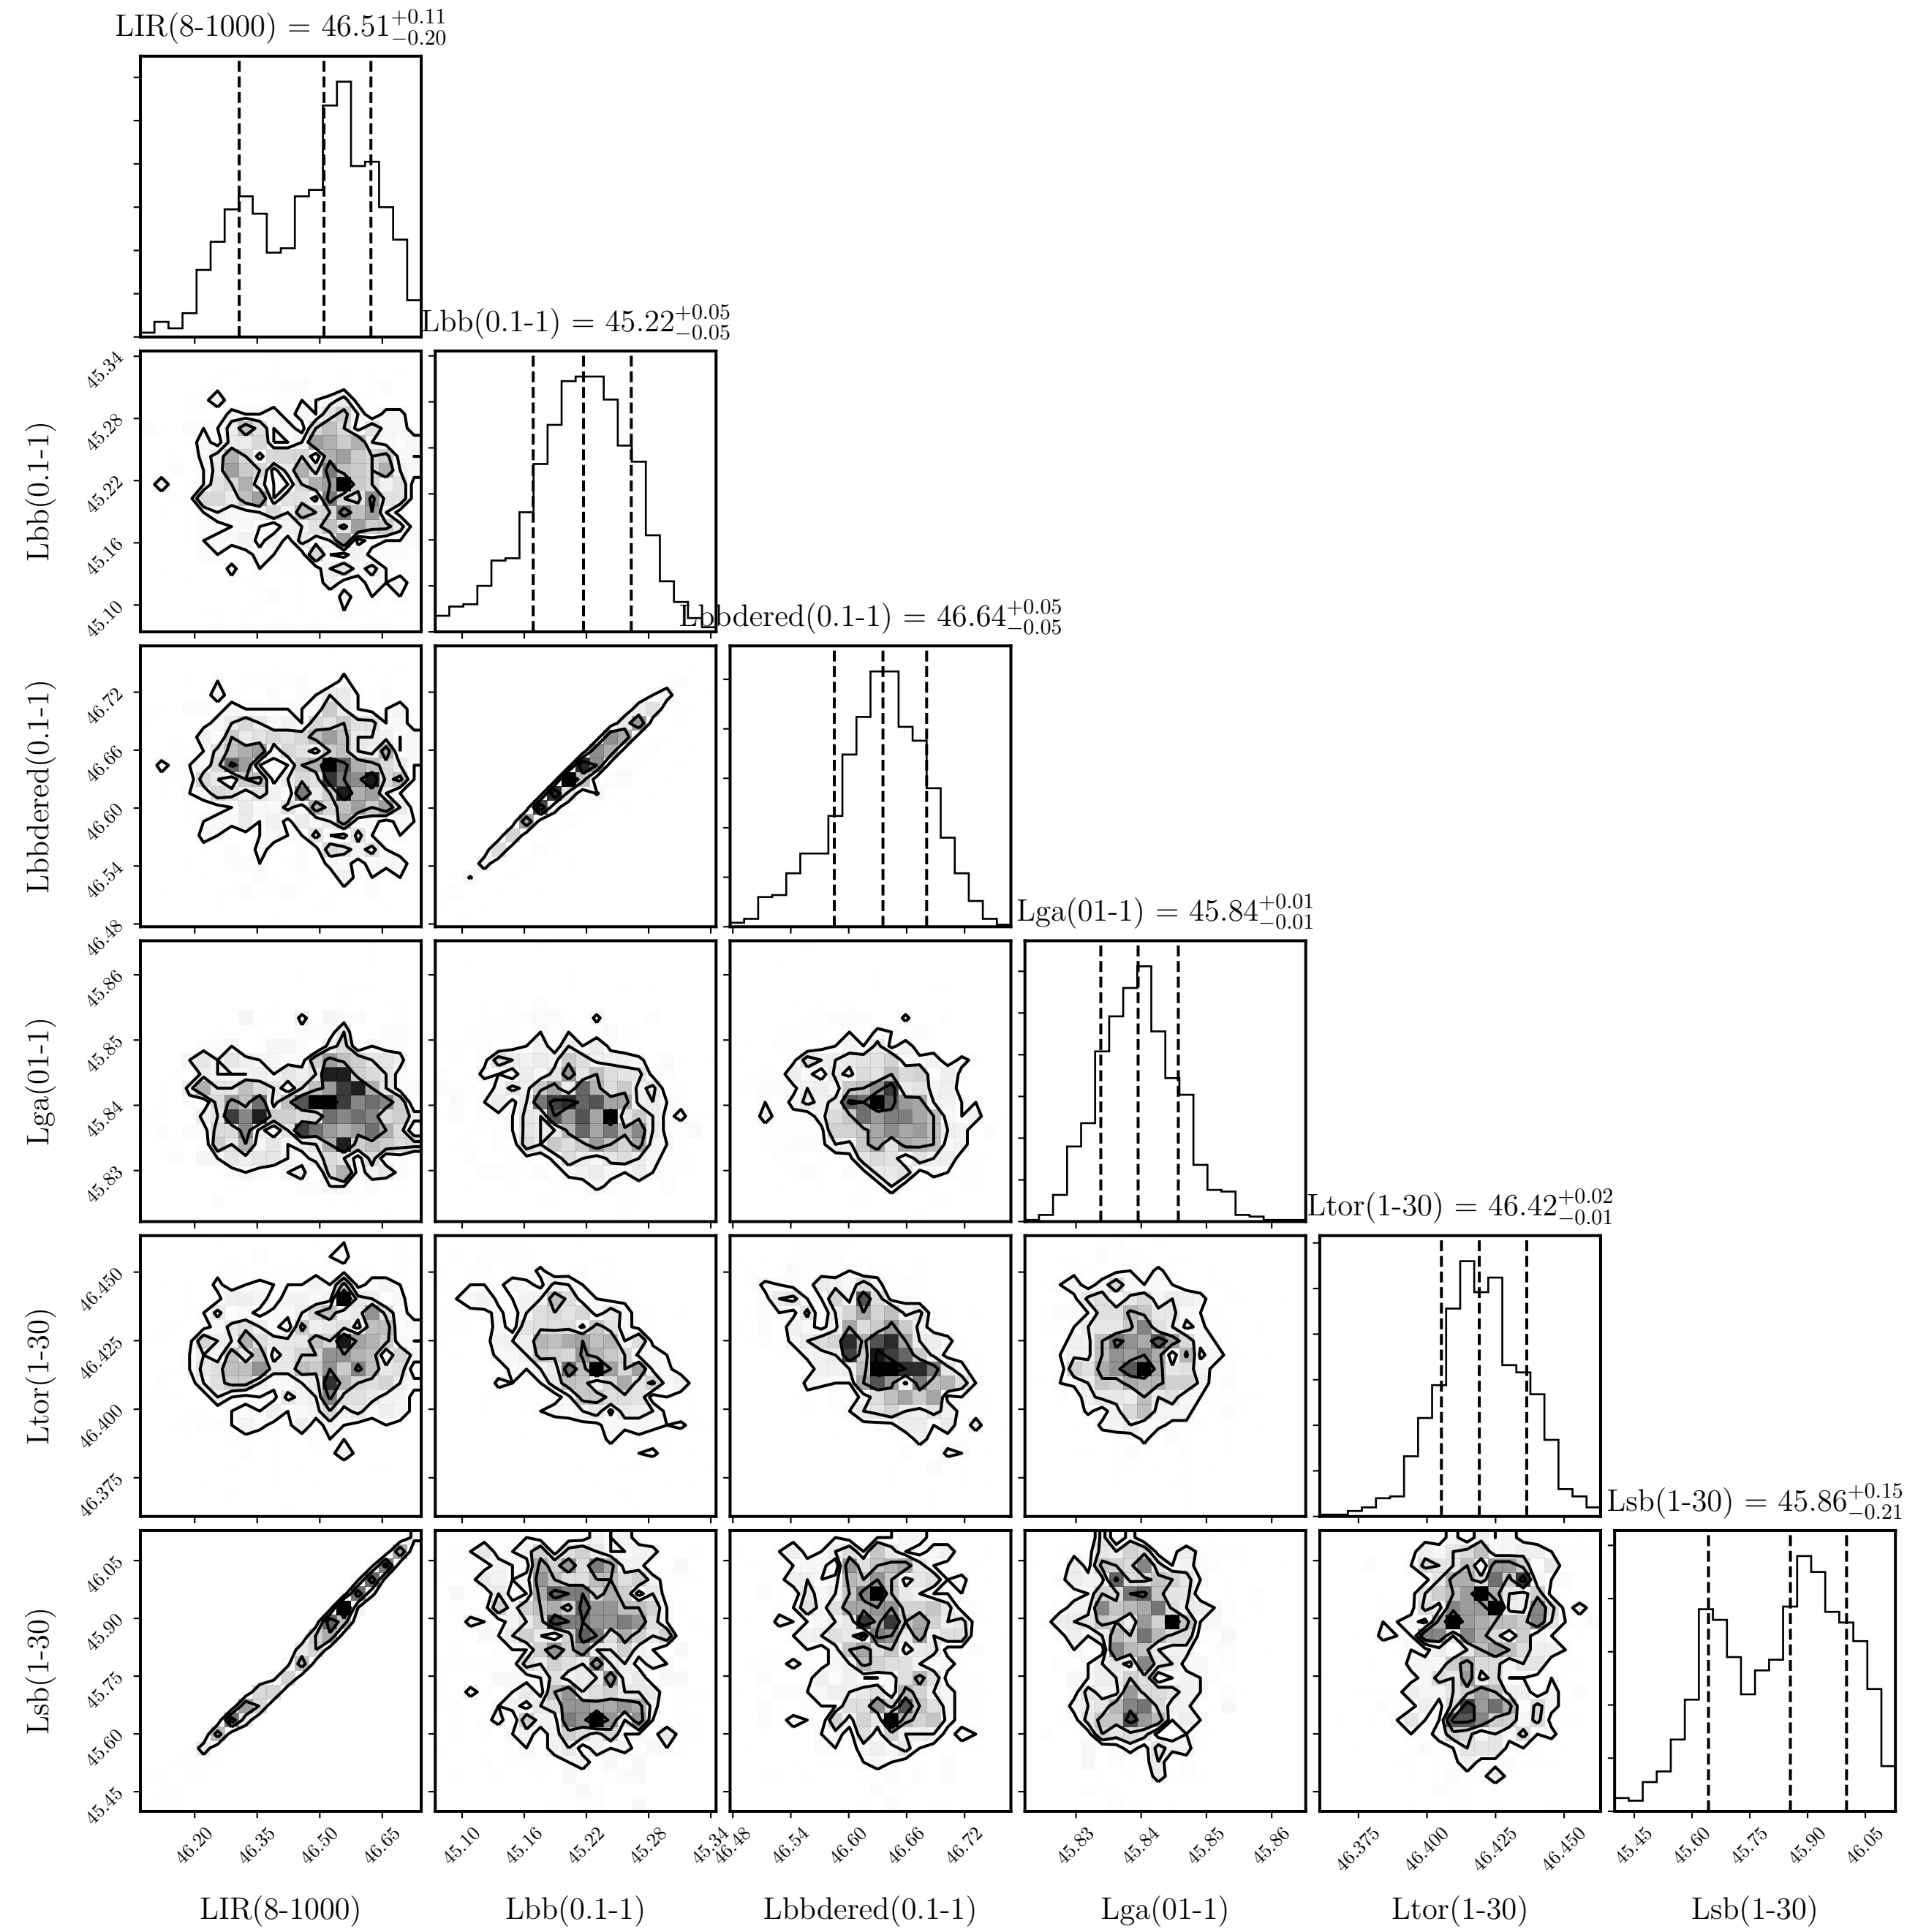 LIR(8-1000) = 46.51^{+0.11}_{-0.20}
Lbb(0.1-1) = 45.22^{+0.05}_{-0.05}
Lbb(0.1-1)
45.34
45.28
45.22
45.16
45.10
Lbbdered(0.1-1) = 46.64^{+0.05}_{-0.05}
Lbbdered(0.1-1)
46.72
46.66
46.60
46.54
46.48
Lga(01-1) = 45.84^{+0.01}_{-0.01}
Lga(01-1)
45.86
45.85
45.84
45.83
Ltor(1-30) = 46.42^{+0.02}_{-0.01}
Ltor(1-30)
46.450
46.425
46.400
46.375
Lsb(1-30) = 45.86^{+0.15}_{-0.21}
Lsb(1-30)
46.05
45.90
45.75
45.60
45.45
46.20 46.35 46.50 46.65 45.10 45.16 45.22 45.28 45.34 46.48 46.54 46.60 46.66 46.72 45.83 45.84 45.85 45.86 46.375 46.400 46.425 46.450 45.45 45.60 45.75 45.90 46.05
LIR(8-1000) Lbb(0.1-1) Lbbdered(0.1-1) Lga(01-1) Ltor(1-30) Lsb(1-30)